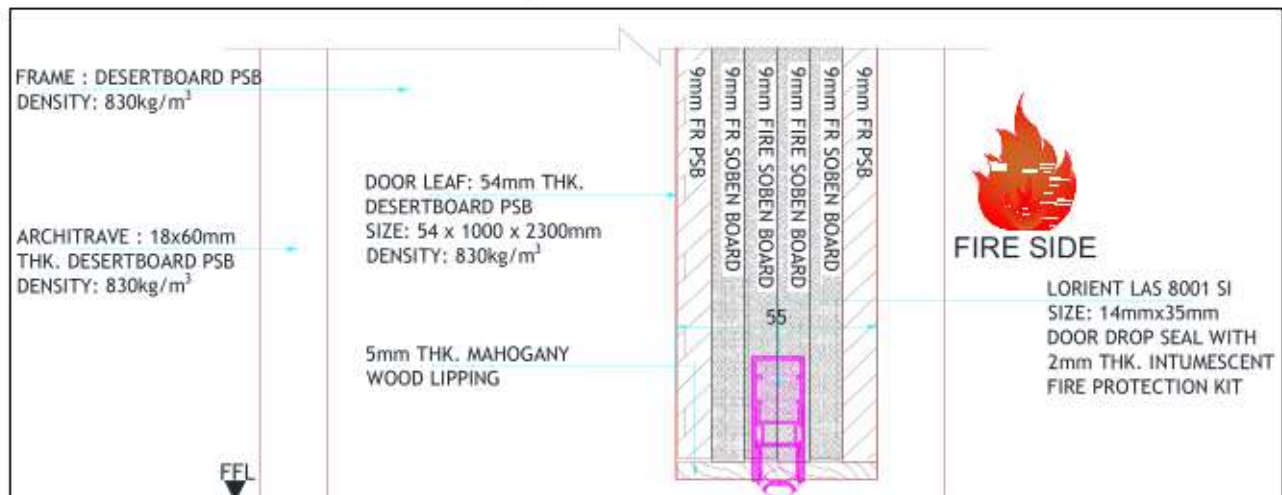 FRAME : DESERTBOARD PSB
DENSITY: 830kg/m³
ARCHITRAVE : 18x60mm
THK. DESERTBOARD PSB
DENSITY: 830kg/m³
FFL
DOOR LEAF: 54mm THK.
DESERTBOARD PSB
SIZE: 54 x 1000 x 2300mm
DENSITY: 830kg/m³
5mm THK. MAHOGANY
WOOD LIPPING
9mm FR PSB
9mm FR SOBEN BOARD
9mm FIRE SOBEN BOARD
9mm FIRE SOBEN BOARD
9mm FR SOBEN BOARD
9mm FR PSB
55
FIRE SIDE
LORIENT LAS 8001 SI
SIZE: 14mmx35mm
DOOR DROP SEAL WITH
2mm THK. INTUMESCENT
FIRE PROTECTION KIT